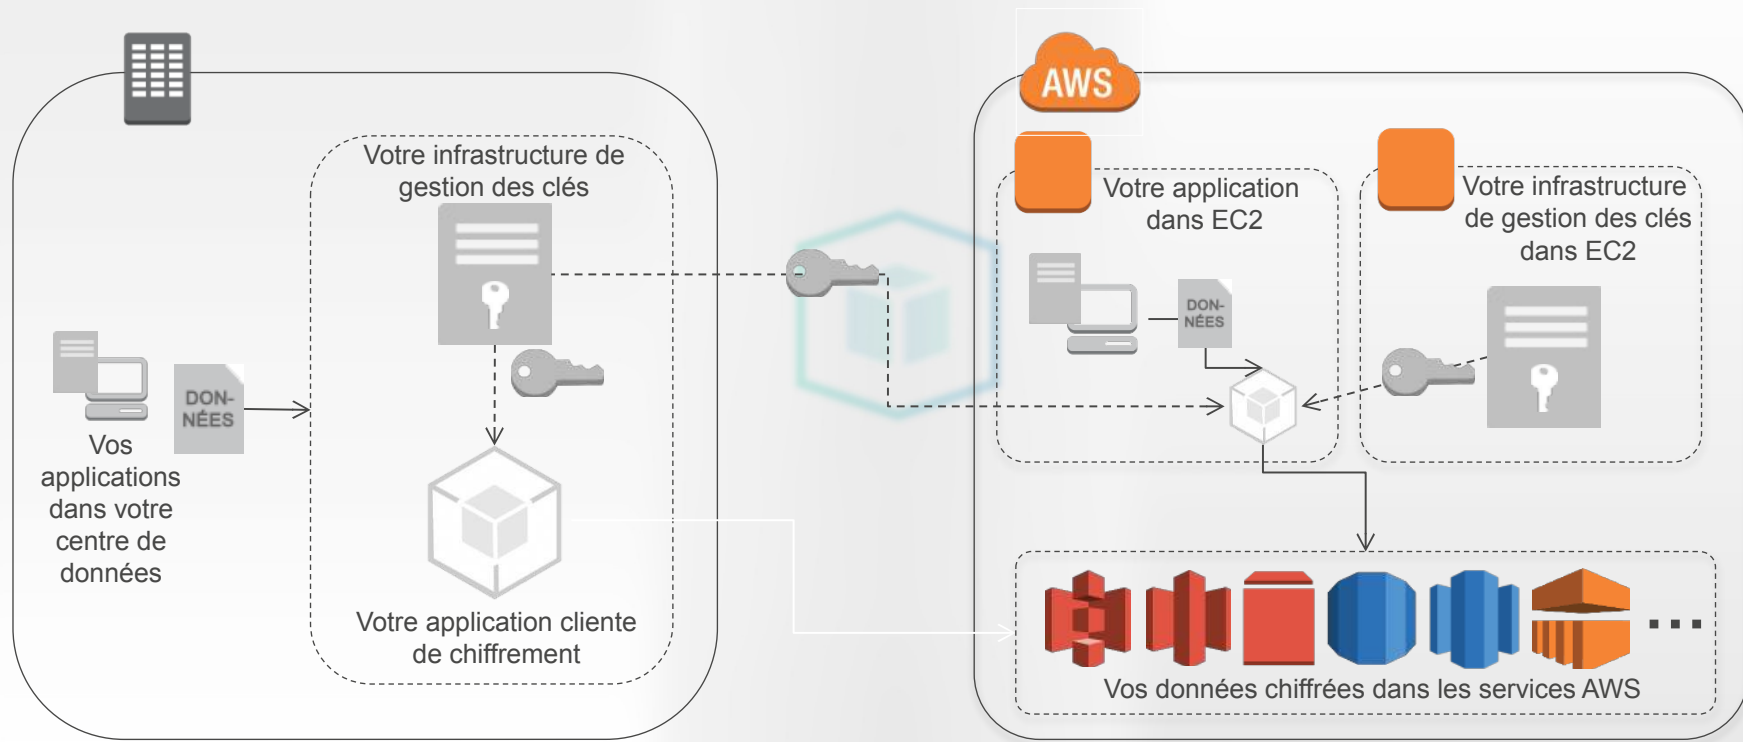 Votre infrastructure de
gestion des clés
DON-
NÉES
Vos
applications
dans votre
centre de
données
Votre application cliente
de chiffrement
AWS
Votre application
dans EC2
DON-
NÉES
Votre infrastructure
de gestion des clés
dans EC2
Vos données chiffrées dans les services AWS